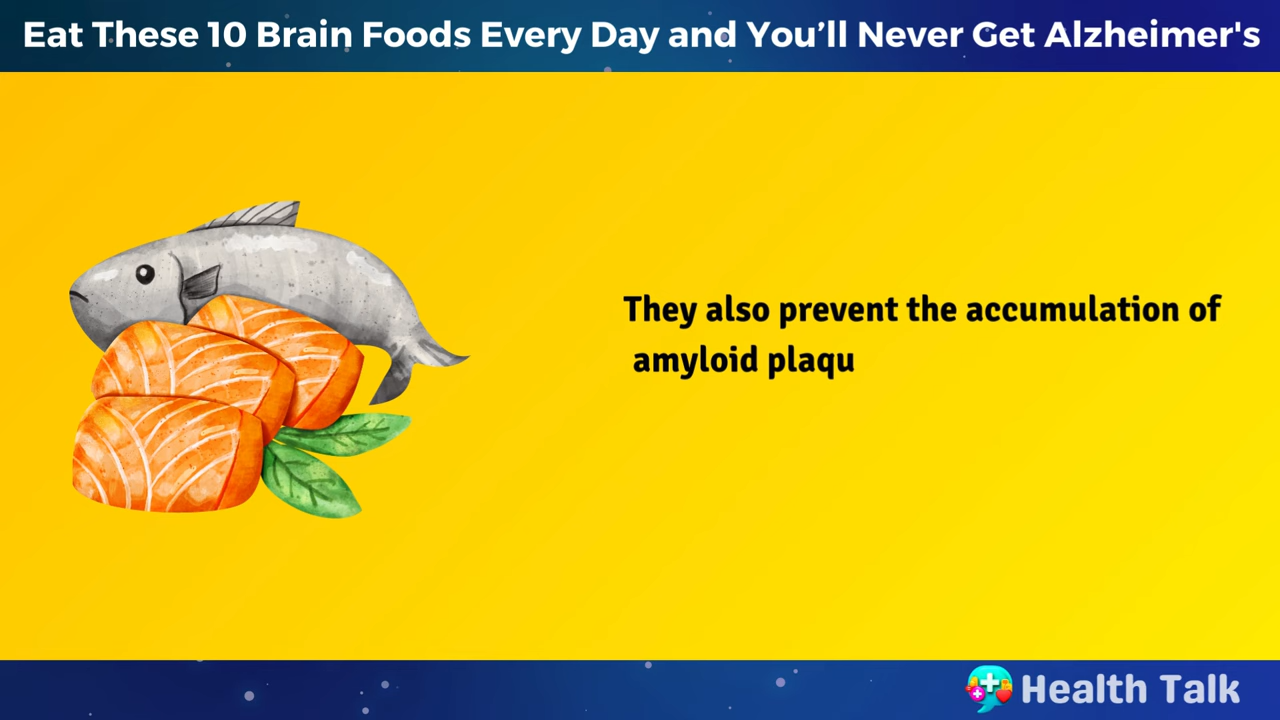 Eat These 10 Brain Foods Every Day and You’ll Never Get Alzheimer's
They also prevent the accumulation of
amyloid plaqu
Health Talk